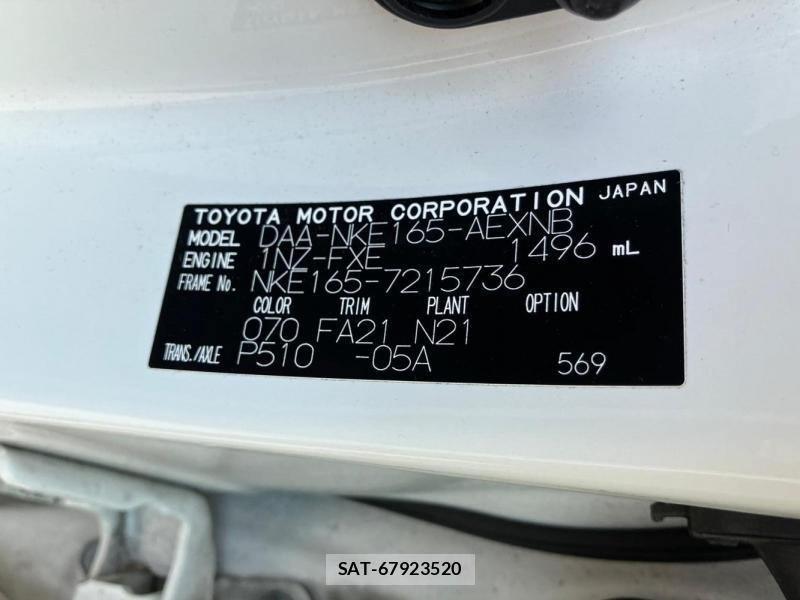 TOYOTA MOTOR CORPORATION JAPAN
MODEL DAA-NKE165-AEXNB
ENGINE 1NZ-FXE 1496 mL
FRAME No. NKE165-7215736
COLOR TRIM PLANT OPTION
070 FA21 N21
TRANS./AXLE P510 -05A 569
SAT-67923520